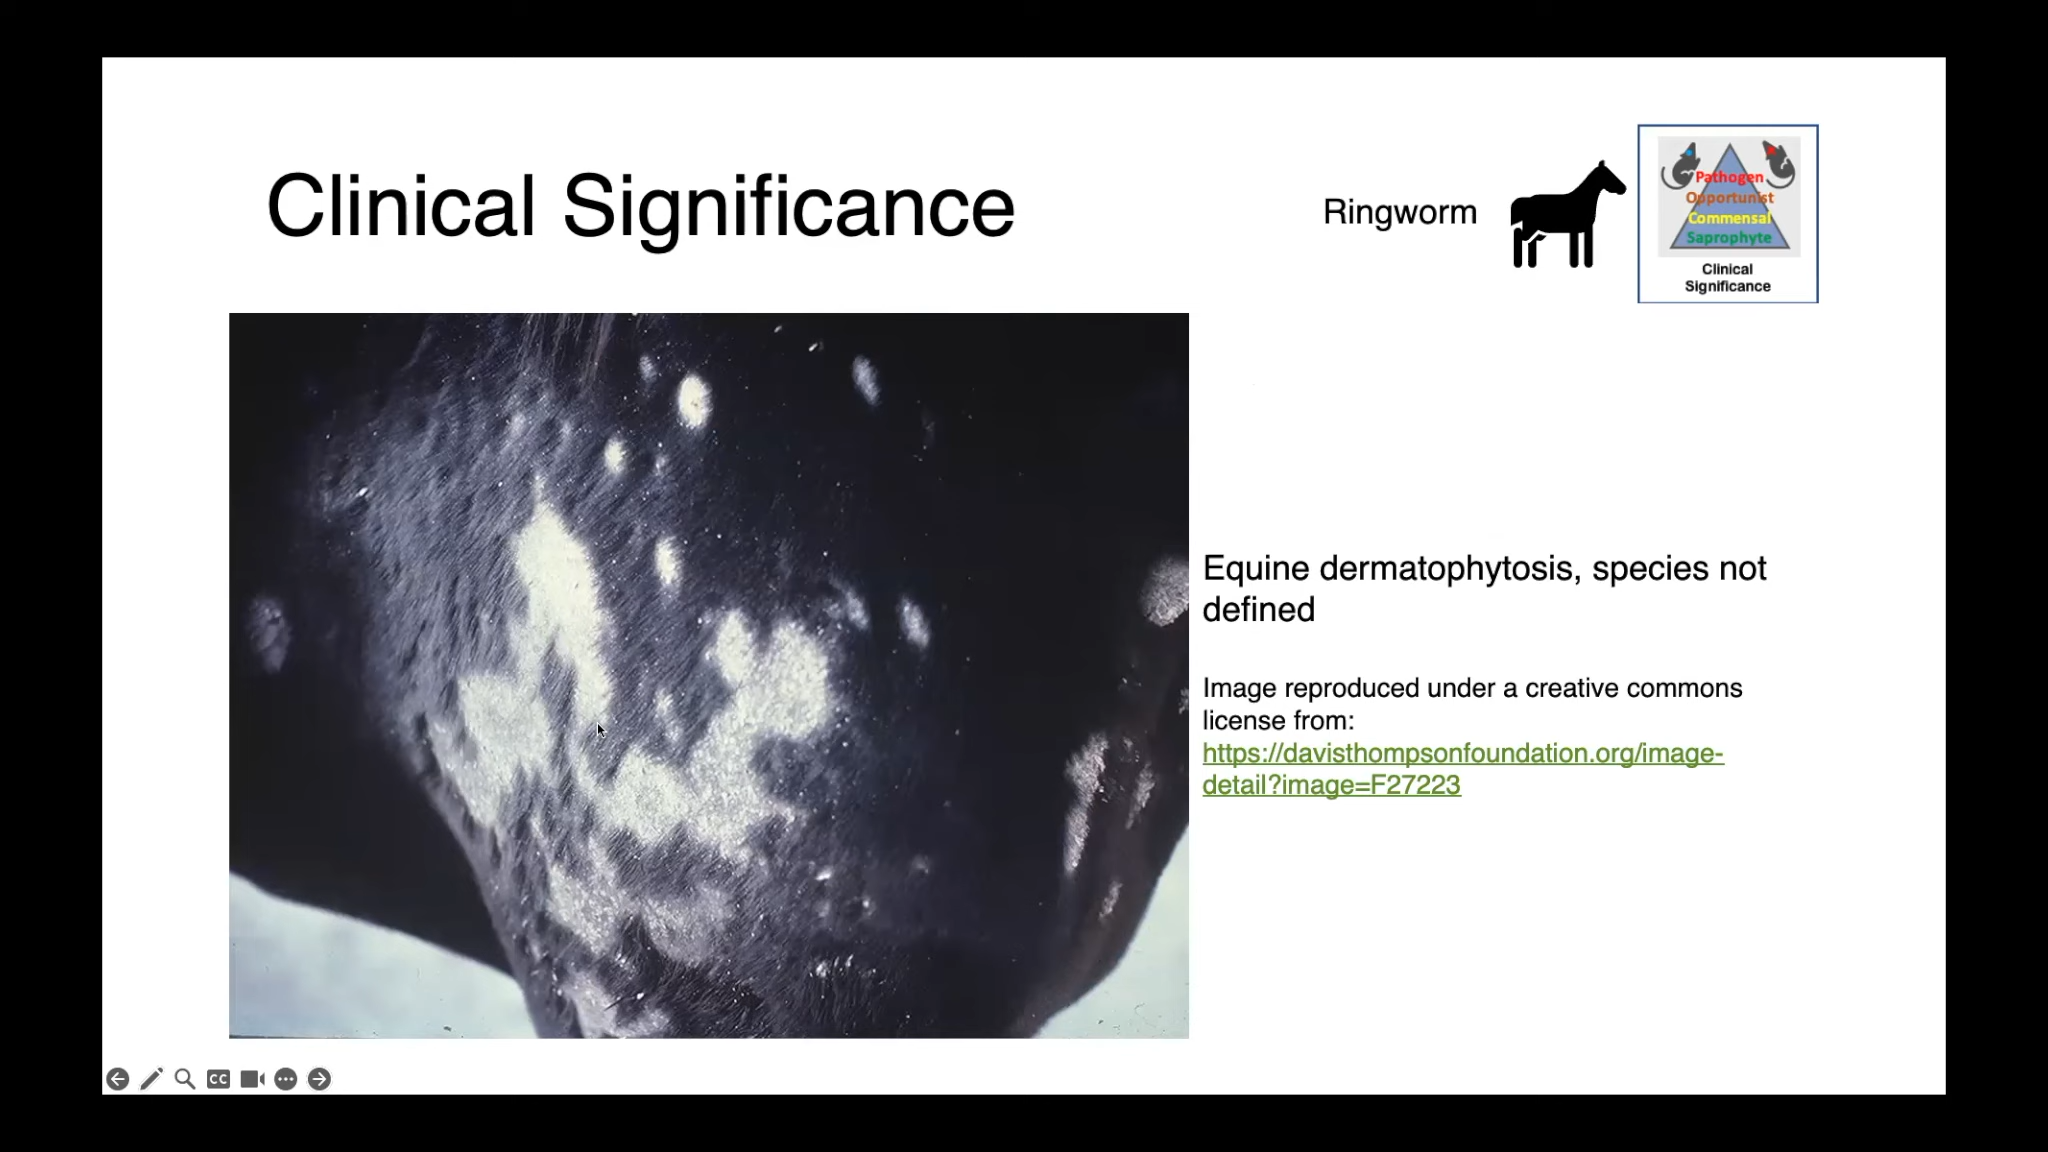 Clinical Significance
Ringworm
Pathogen
Opportunist
Commensal
Saprophyte
Clinical
Significance
Equine dermatophytosis, species not
defined
Image reproduced under a creative commons
license from:
https://davisthompsonfoundation.org/image-
detail?image=F27223
CC